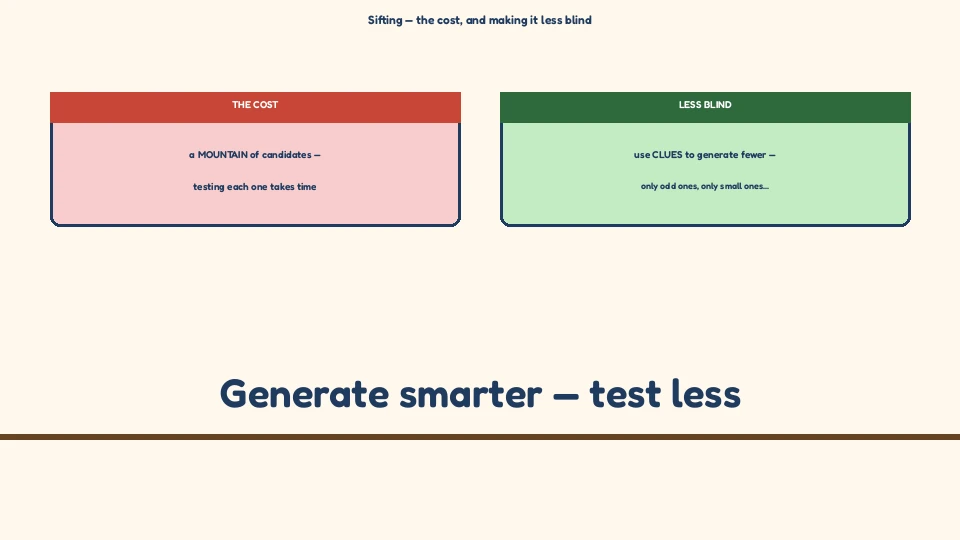 Sifting — the cost, and making it less blind
THE COST
a MOUNTAIN of candidates —
testing each one takes time
LESS BLIND
use CLUES to generate fewer —
only odd ones, only small ones...
Generate smarter — test less